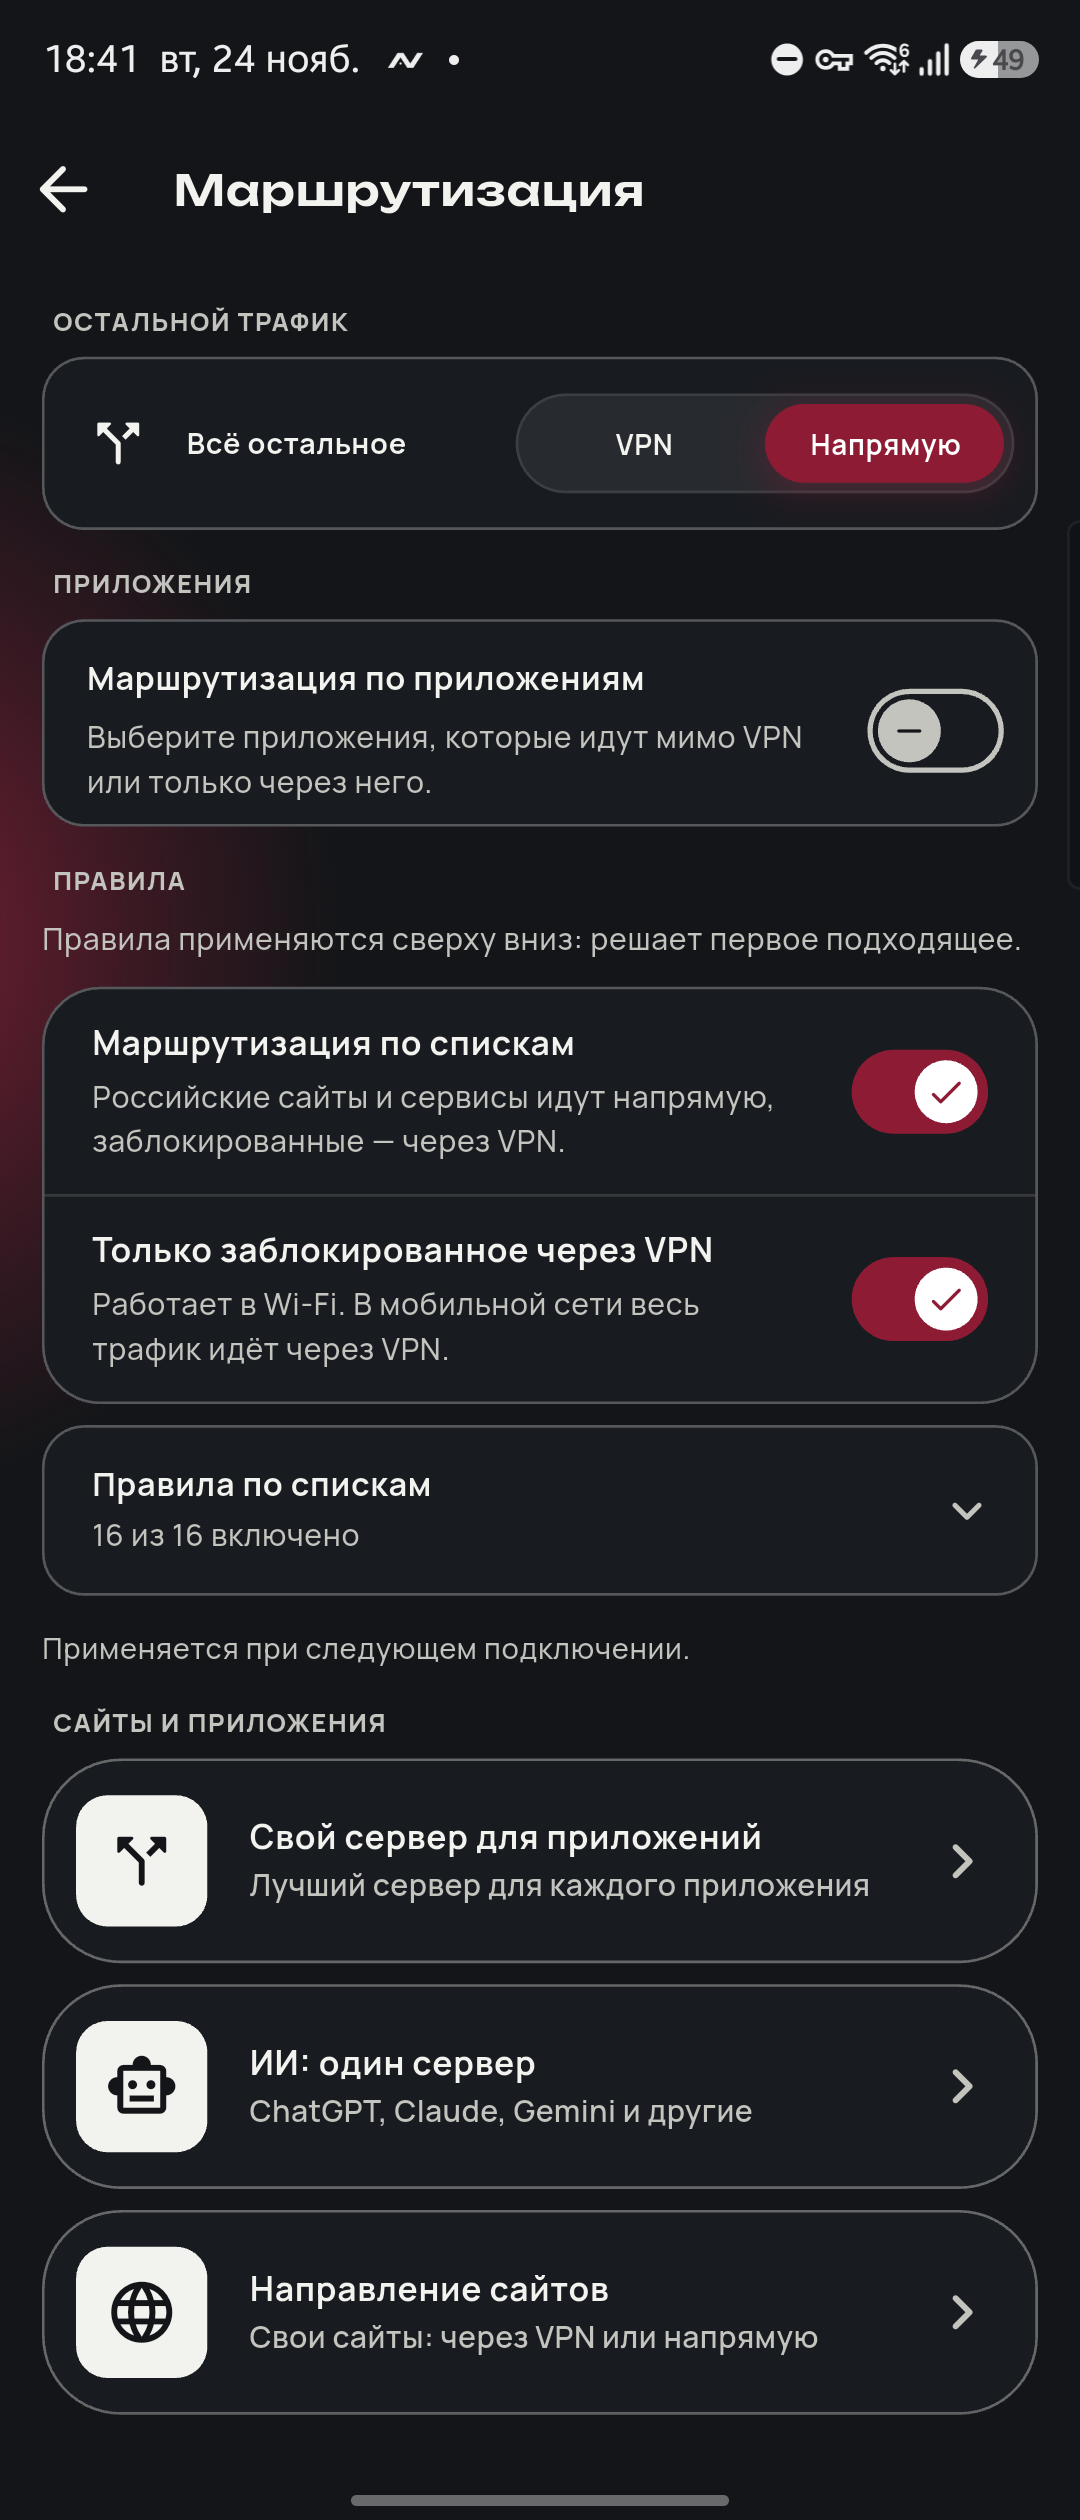 18:41 вт, 24 нояб.
6
49
Маршрутизация
ОСТАЛЬНОЙ ТРАФИК
Всё остальное
VPN
Напрямую
ПРИЛОЖЕНИЯ
Маршрутизация по приложениям
Выберите приложения, которые идут мимо VPN
или только через него.
ПРАВИЛА
Правила применяются сверху вниз: решает первое подходящее.
Маршрутизация по спискам
Российские сайты и сервисы идут напрямую,
заблокированные — через VPN.
Только заблокированное через VPN
Работает в Wi-Fi. В мобильной сети весь
трафик идёт через VPN.
Правила по спискам
16 из 16 включено
Применяется при следующем подключении.
САЙТЫ И ПРИЛОЖЕНИЯ
Свой сервер для приложений
Лучший сервер для каждого приложения
ИИ: один сервер
ChatGPT, Claude, Gemini и другие
Направление сайтов
Свои сайты: через VPN или напрямую